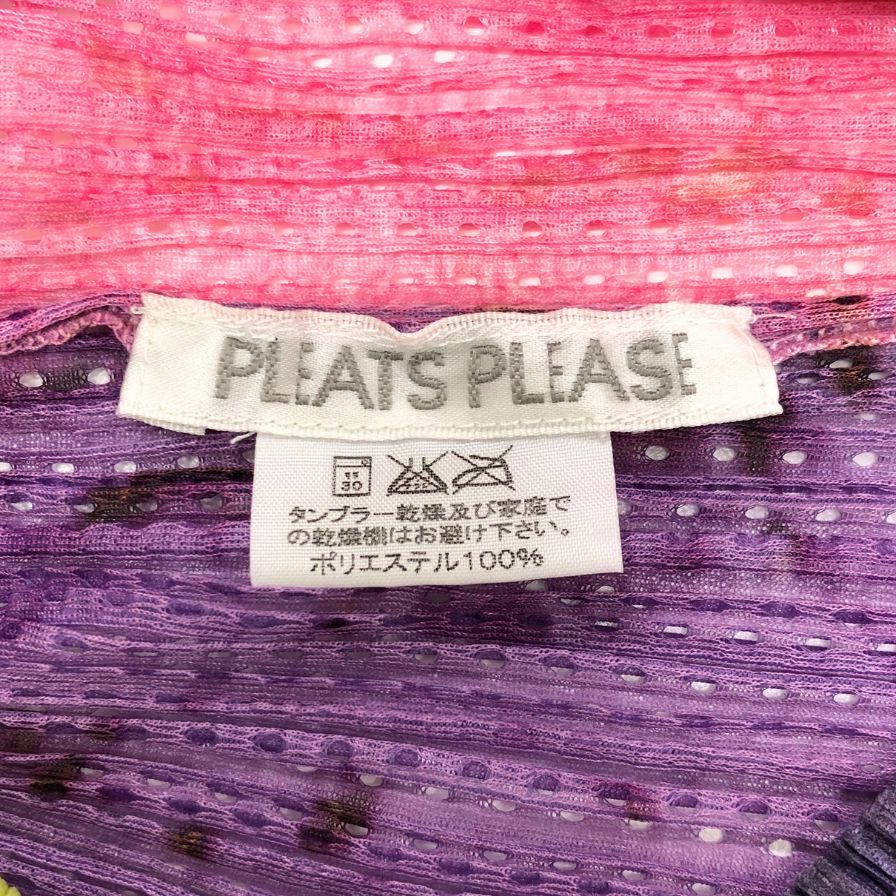 PLEATS PLEASE
弱
30
タンブラー乾燥及び家庭で
の乾燥機はお避け下さい。
ポリエステル100%